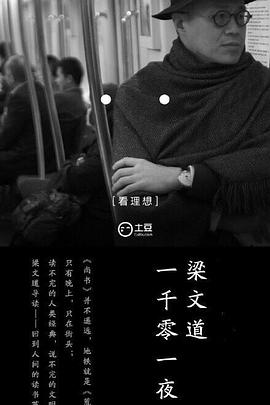 [看理想]
土豆
Tudou.com
梁文道
一千零一夜
《尚书》并不遥远,地铁就是《
只有晚上,只在街头;
读不完的人类经典,说不完的文明
梁文道导读——回到人间的读书